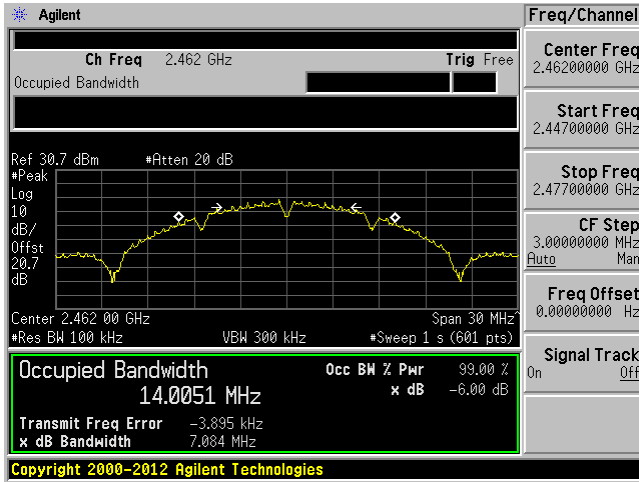 Agilent
Freq/Channel
Ch Freq 2.462 GHz Trig Free
Occupied Bandwidth
Center Freq
2.46200000 GHz
Start Freq
2.44700000 GHz
Stop Freq
2.47700000 GHz
CF Step
3.00000000 MHz
Auto Man
Freq Offset
0.00000000 Hz
Signal Track
On Off
Ref 30.7 dBm #Atten 20 dB
#Peak
Log
10
dB/
Offst
20.7
dB
Center 2.462 00 GHz Span 30 MHz^
#Res BW 100 kHz VBW 300 kHz #Sweep 1 s (601 pts)
Occupied Bandwidth
14.0051 MHz
Occ BW % Pwr 99.00 %
x dB -6.00 dB
Transmit Freq Error -3.895 kHz
x dB Bandwidth 7.084 MHz
Copyright 2000-2012 Agilent Technologies